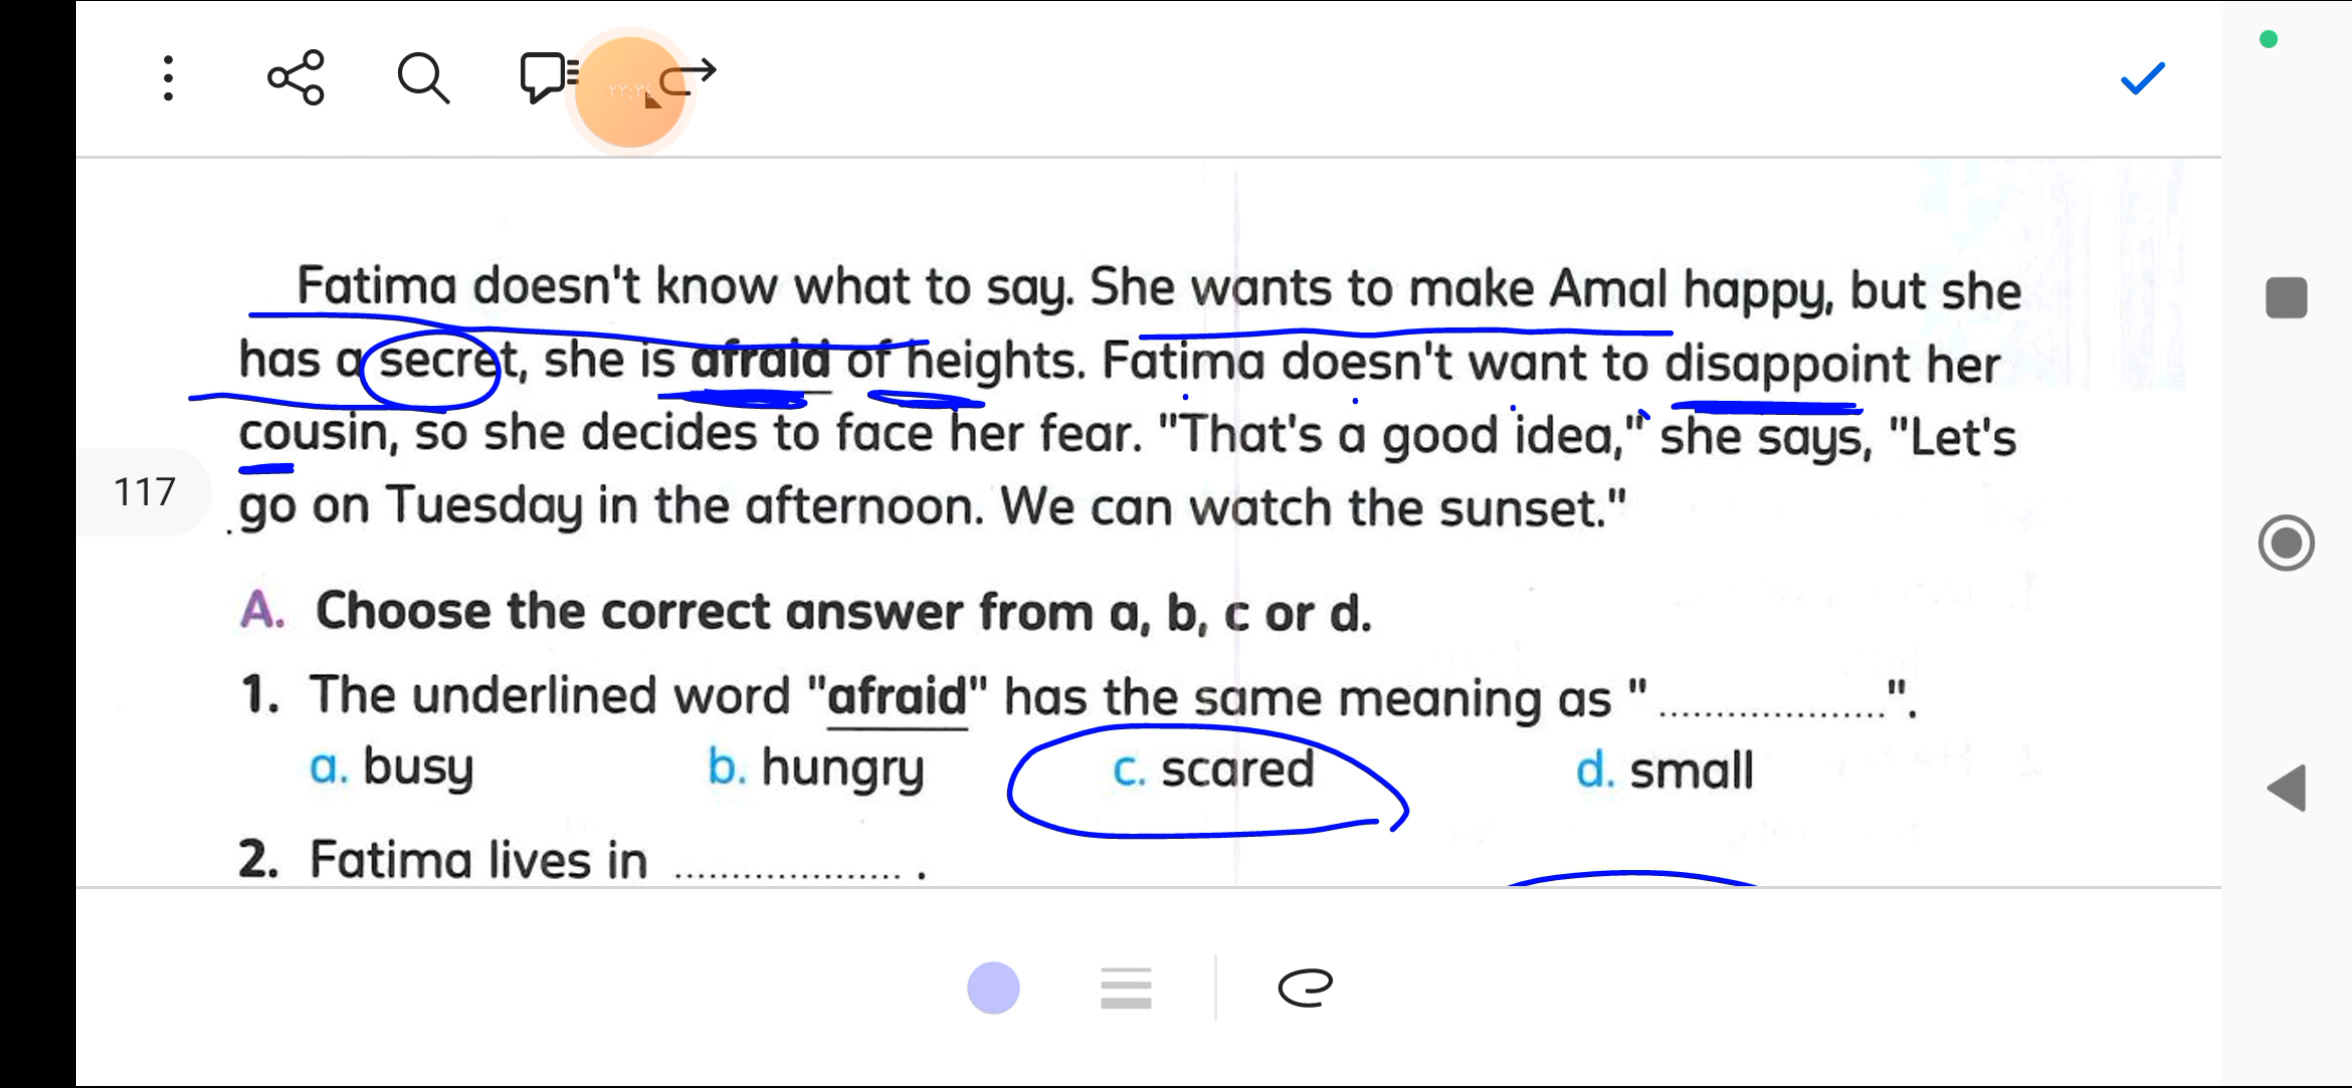 ٢٣:٣٤
Fatima doesn't know what to say. She wants to make Amal happy, but she
has a secret, she is afraid of heights. Fatima doesn't want to disappoint her
cousin, so she decides to face her fear. "That's a good idea," she says, "Let's
go on Tuesday in the afternoon. We can watch the sunset."
117
A. Choose the correct answer from a, b, c or d.
1. The underlined word "afraid" has the same meaning as "....................".
a. busy b. hungry c. scared d. small
2. Fatima lives in .................... .